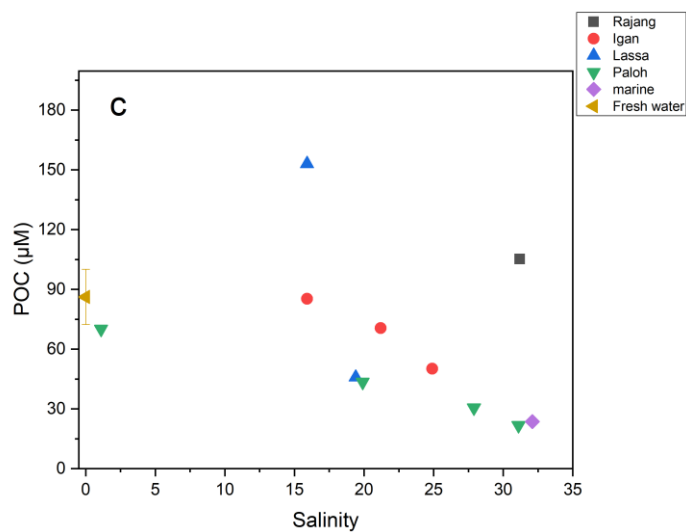 Rajang
Igan
Lassa
Paloh
marine
Fresh water
C
POC (µM)
180
150
120
90
60
30
0
0 5 10 15 20 25 30 35
Salinity